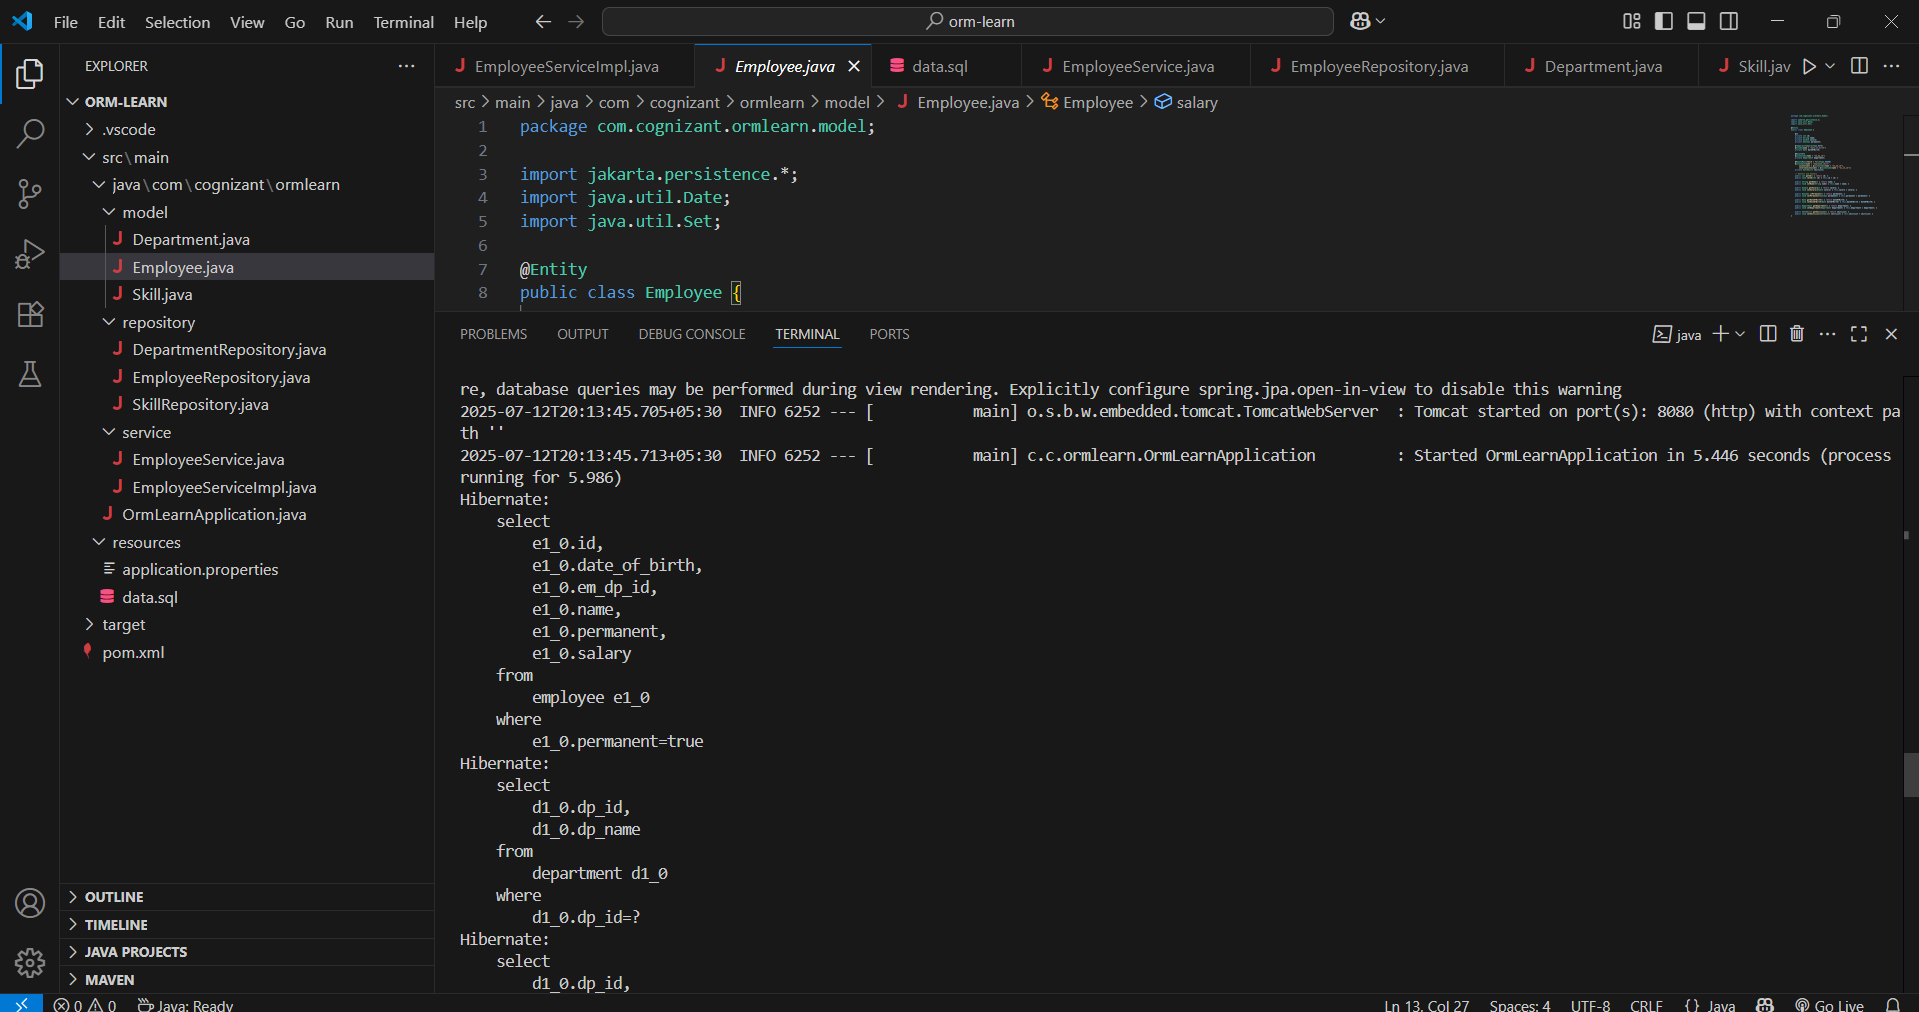 File Edit Selection View Go Run Terminal Help
orm-learn
EXPLORER
ORM-LEARN
.vscode
src\main
java\com\cognizant\ormlearn
model
Department.java
Employee.java
Skill.java
repository
DepartmentRepository.java
EmployeeRepository.java
SkillRepository.java
service
EmployeeService.java
EmployeeServiceImpl.java
OrmLearnApplication.java
resources
application.properties
data.sql
target
pom.xml
OUTLINE
TIMELINE
JAVA PROJECTS
MAVEN
EmployeeServiceImpl.java Employee.java data.sql EmployeeService.java EmployeeRepository.java Department.java Skill.jav
src > main > java > com > cognizant > ormlearn > model > Employee.java > Employee > salary
1 package com.cognizant.ormlearn.model;
2
3 import jakarta.persistence.*;
4 import java.util.Date;
5 import java.util.Set;
6
7 @Entity
8 public class Employee {
PROBLEMS OUTPUT DEBUG CONSOLE TERMINAL PORTS
java
re, database queries may be performed during view rendering. Explicitly configure spring.jpa.open-in-view to disable this warning
2025-07-12T20:13:45.705+05:30  INFO 6252 --- [           main] o.s.b.w.embedded.tomcat.TomcatWebServer  : Tomcat started on port(s): 8080 (http) with context pa
th ''
2025-07-12T20:13:45.713+05:30  INFO 6252 --- [           main] c.c.ormlearn.OrmLearnApplication         : Started OrmLearnApplication in 5.446 seconds (process
running for 5.986)
Hibernate:
select
e1_0.id,
e1_0.date_of_birth,
e1_0.em_dp_id,
e1_0.name,
e1_0.permanent,
e1_0.salary
from
employee e1_0
where
e1_0.permanent=true
Hibernate:
select
d1_0.dp_id,
d1_0.dp_name
from
department d1_0
where
d1_0.dp_id=?
Hibernate:
select
d1_0.dp_id,
0 0 Java: Ready
Ln 13, Col 27 Spaces: 4 UTF-8 CRLF {} Java Go Live